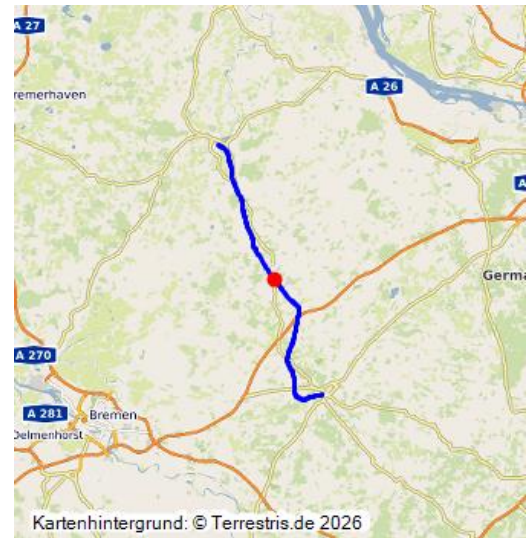 A 27
remerhaven
A 26
A
Germa
A 270
A 281
Bremen
Delmenhorst
Kartenhintergrund: © Terrestris.de 2026